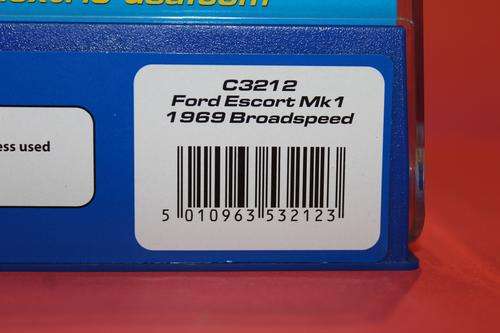 C3212
Ford Escort Mk1
1969 Broadspeed
ess used
5 010963 532123